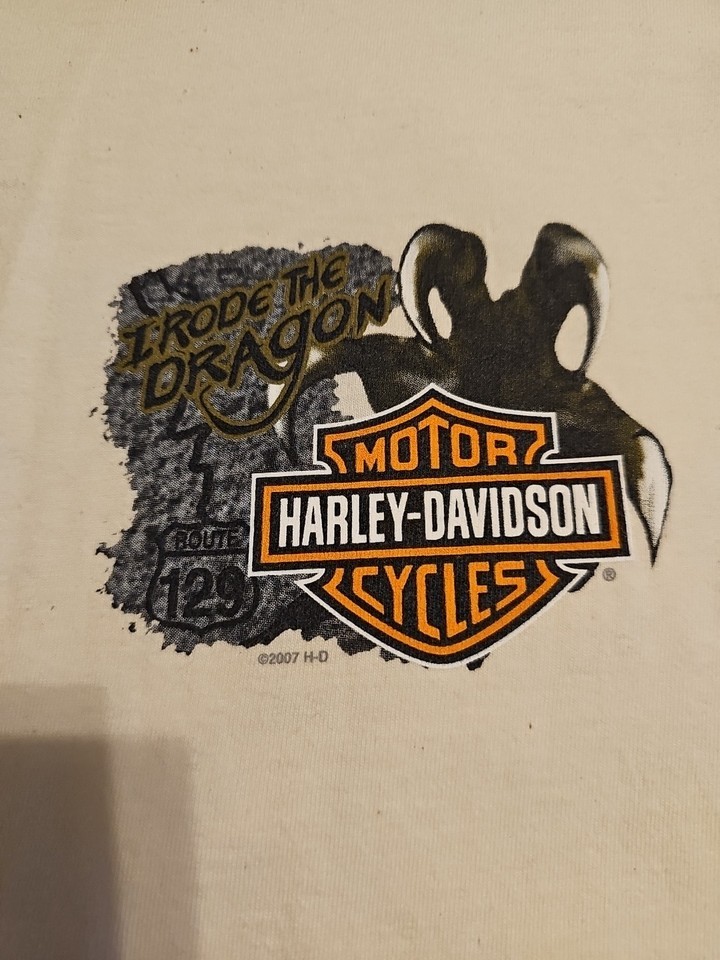 I RODE THE
DRAGON
ROUTE
129
MOTOR
HARLEY-DAVIDSON
CYCLES
®
©2007 H-D